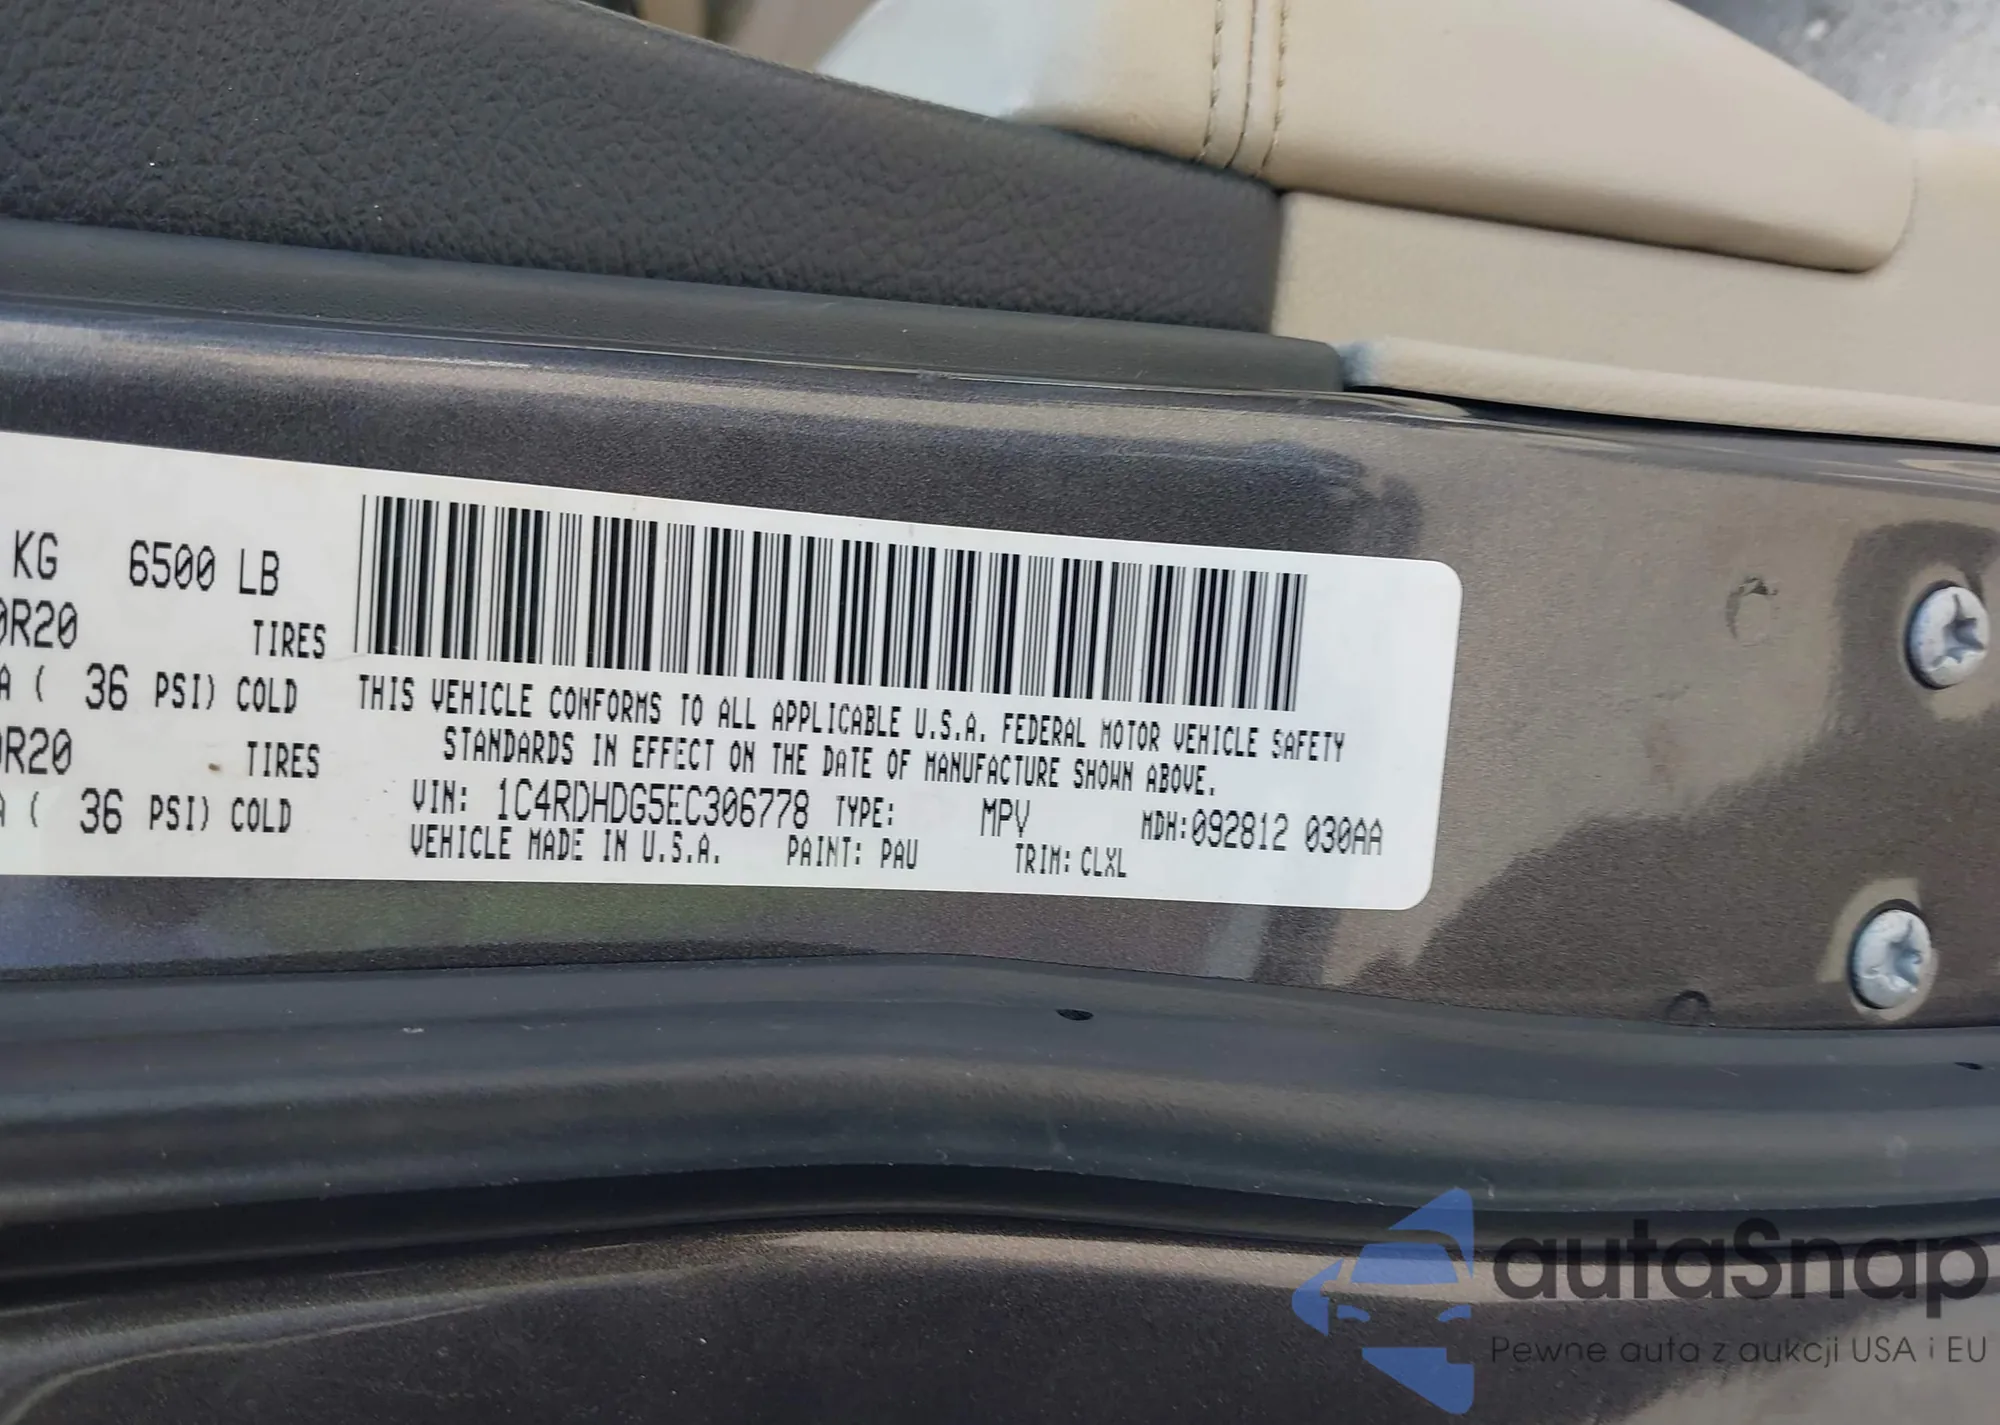 KG 6500 LB
0R20 TIRES
A ( 36 PSI) COLD
0R20 TIRES
A ( 36 PSI) COLD
THIS VEHICLE CONFORMS TO ALL APPLICABLE U.S.A. FEDERAL MOTOR VEHICLE SAFETY
STANDARDS IN EFFECT ON THE DATE OF MANUFACTURE SHOWN ABOVE.
VIN: 1C4RDHDG5EC306778 TYPE: MPV MDH:092812 030AA
VEHICLE MADE IN U.S.A. PAINT: PAU TRIM: CLXL
autaSnap
Pewne auta z aukcji USA i EU